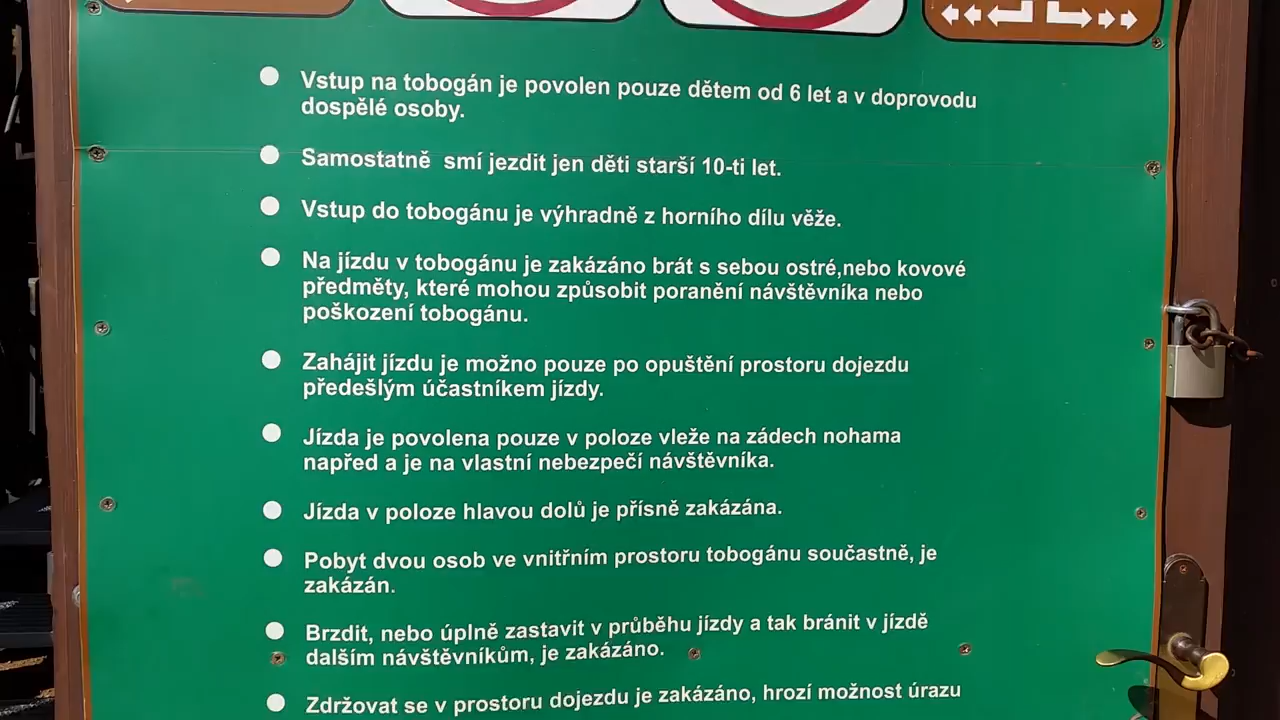 Vstup na tobogán je povolen pouze dětem od 6 let a v doprovodu
dospělé osoby.
Samostatně smí jezdit jen děti starší 10-ti let.
Vstup do tobogánu je výhradně z horního dílu věže.
Na jízdu v tobogánu je zakázáno brát s sebou ostré,nebo kovové
předměty, které mohou způsobit poranění návštěvníka nebo
poškození tobogánu.
Zahájit jízdu je možno pouze po opuštění prostoru dojezdu
předešlým účastníkem jízdy.
Jízda je povolena pouze v poloze vleže na zádech nohama
napřed a je na vlastní nebezpečí návštěvníka.
Jízda v poloze hlavou dolů je přísně zakázána.
Pobyt dvou osob ve vnitřním prostoru tobogánu součastně, je
zakázán.
Brzdit, nebo úplně zastavit v průběhu jízdy a tak bránit v jízdě
dalším návštěvníkům, je zakázáno.
Zdržovat se v prostoru dojezdu je zakázáno, hrozí možnost úrazu